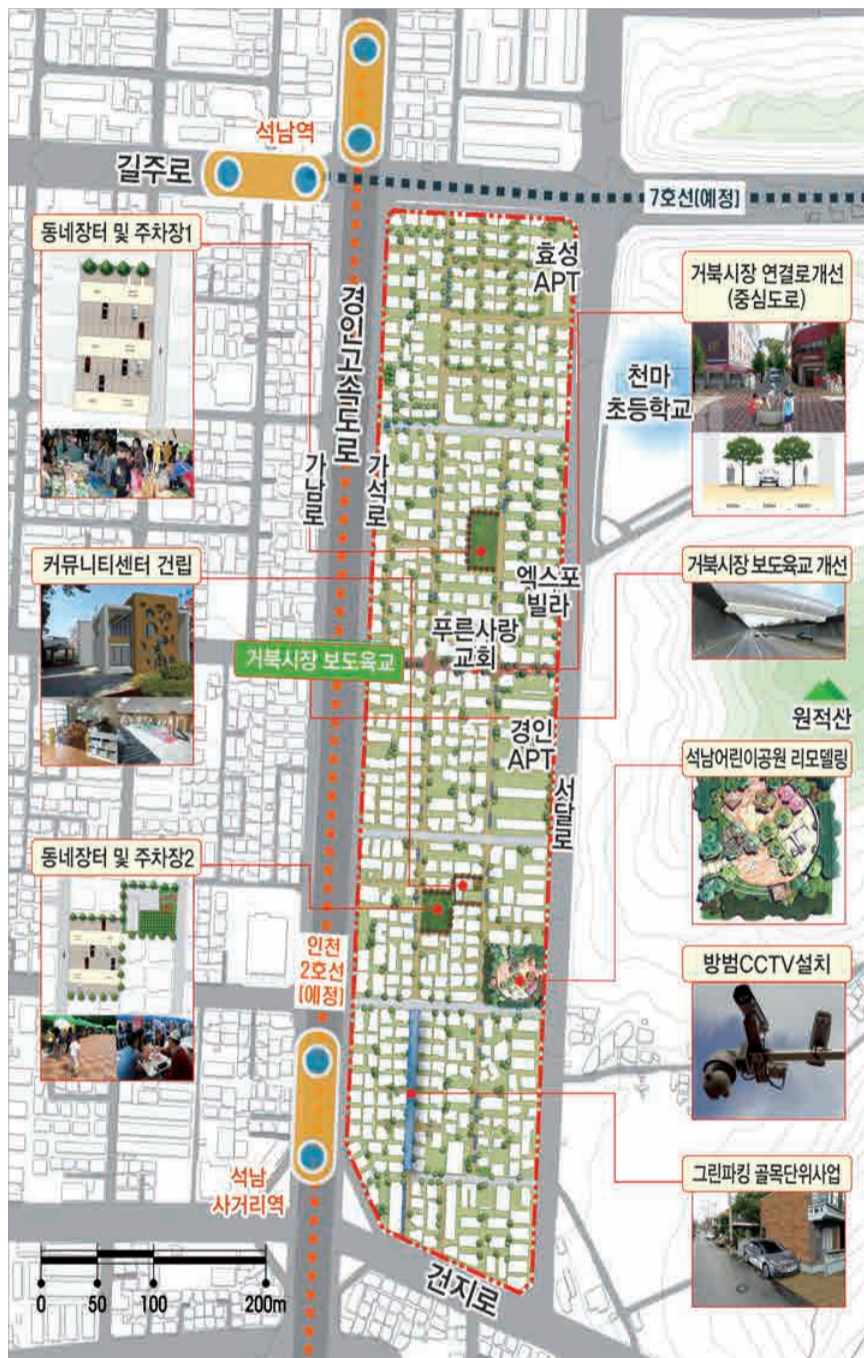 석남역
길주로
7호선(예정)
동네장터 및 주차장1
효성
APT
거북시장 연결로개선
(중심도로)
경인고속도로
천마
초등학교
가남로
가석로
커뮤니티센터 건립
엑스포
빌라
거북시장 보도육교 개선
푸른사랑
교회
거북시장 보도육교
원적산
경인
APT
석남어린이공원 리모델링
서달로
동네장터 및 주차장2
인천
2호선
(예정)
방범CCTV설치
석남
사거리역
그린파킹 골목단위사업
건지로
0 50 100 200m